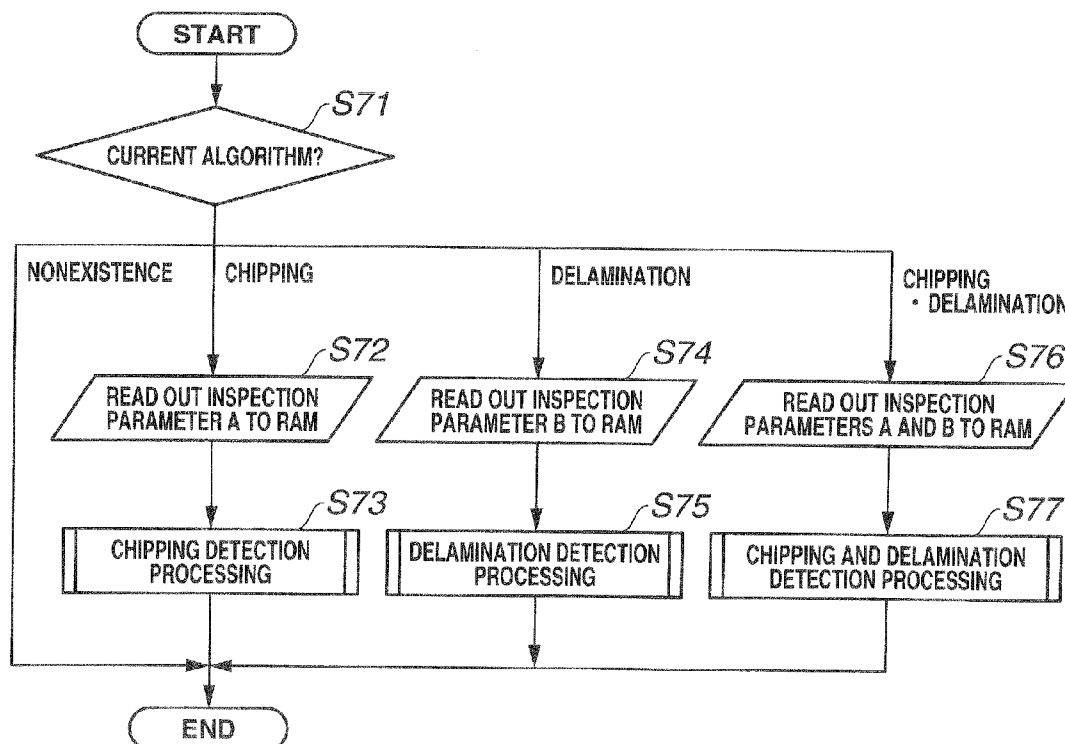 START
S71
CURRENT ALGORITHM?
NONEXISTENCE
CHIPPING
DELAMINATION
CHIPPING
・ DELAMINATION
S72
S74
S76
READ OUT INSPECTION
PARAMETER A TO RAM
READ OUT INSPECTION
PARAMETER B TO RAM
READ OUT INSPECTION
PARAMETERS A AND B TO RAM
S73
S75
S77
CHIPPING DETECTION
PROCESSING
DELAMINATION DETECTION
PROCESSING
CHIPPING AND DELAMINATION
DETECTION PROCESSING
END